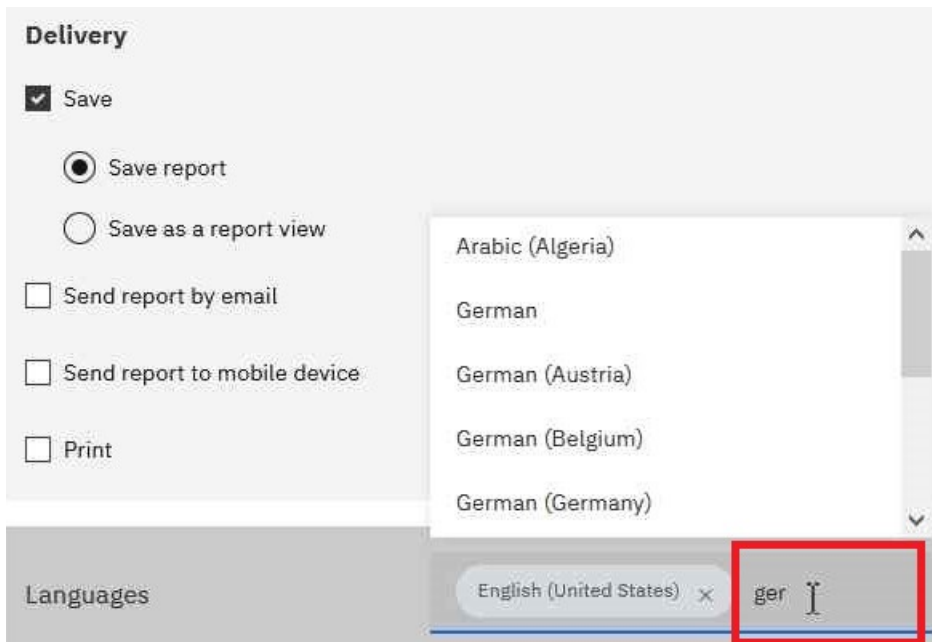 Delivery
Save
Save report
Save as a report view
Send report by email
Send report to mobile device
Print
Arabic (Algeria)
German
German (Austria)
German (Belgium)
German (Germany)
Languages
English (United States) ×
ger